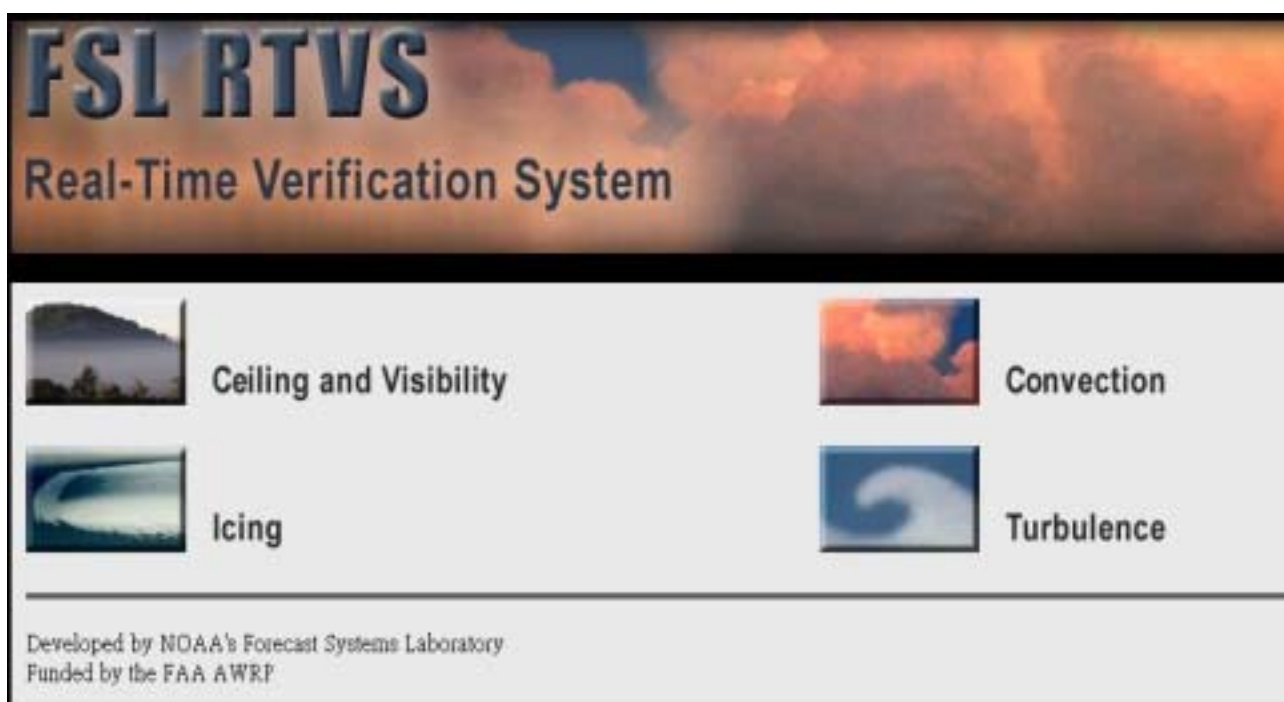 FSL RTVS
Real-Time Verification System
Ceiling and Visibility
Convection
Icing
Turbulence
Developed by NOAA's Forecast Systems Laboratory
Funded by the FAA AWRP